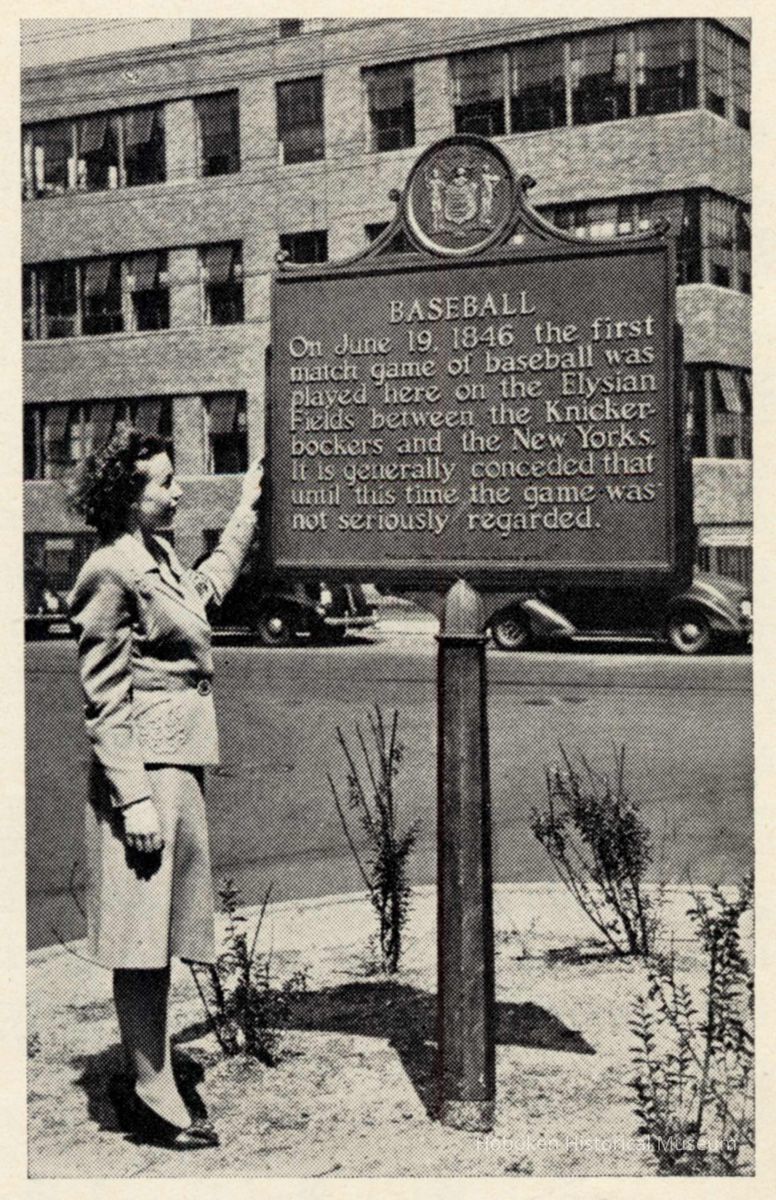 BASEBALL
On June 19, 1846 the first
match game of baseball was
played here on the Elysian
Fields between the Knicker-
bockers and the New Yorks.
It is generally conceded that
until this time the game was
not seriously regarded.
Hoboken Historical Museum